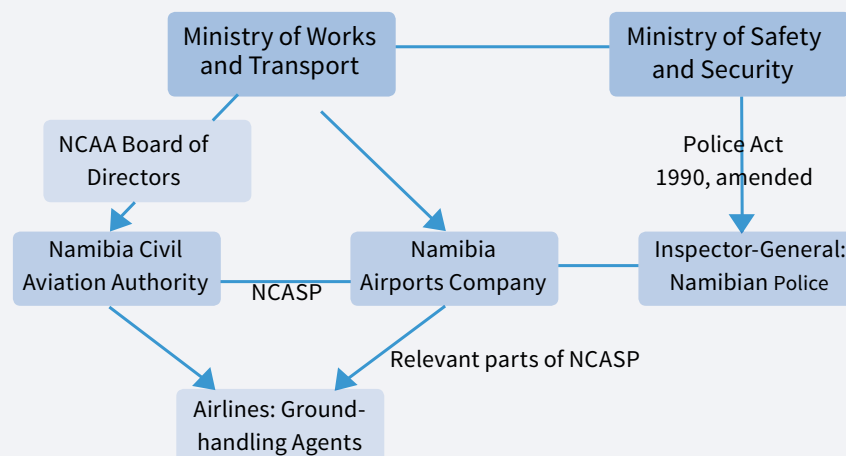 Ministry of Works
and Transport
Ministry of Safety
and Security
NCAA Board of
Directors
Police Act
1990, amended
Namibia Civil
Aviation Authority
NCASP
Namibia
Airports Company
Inspector-General:
Namibian Police
Relevant parts of NCASP
Airlines: Ground-
handling Agents